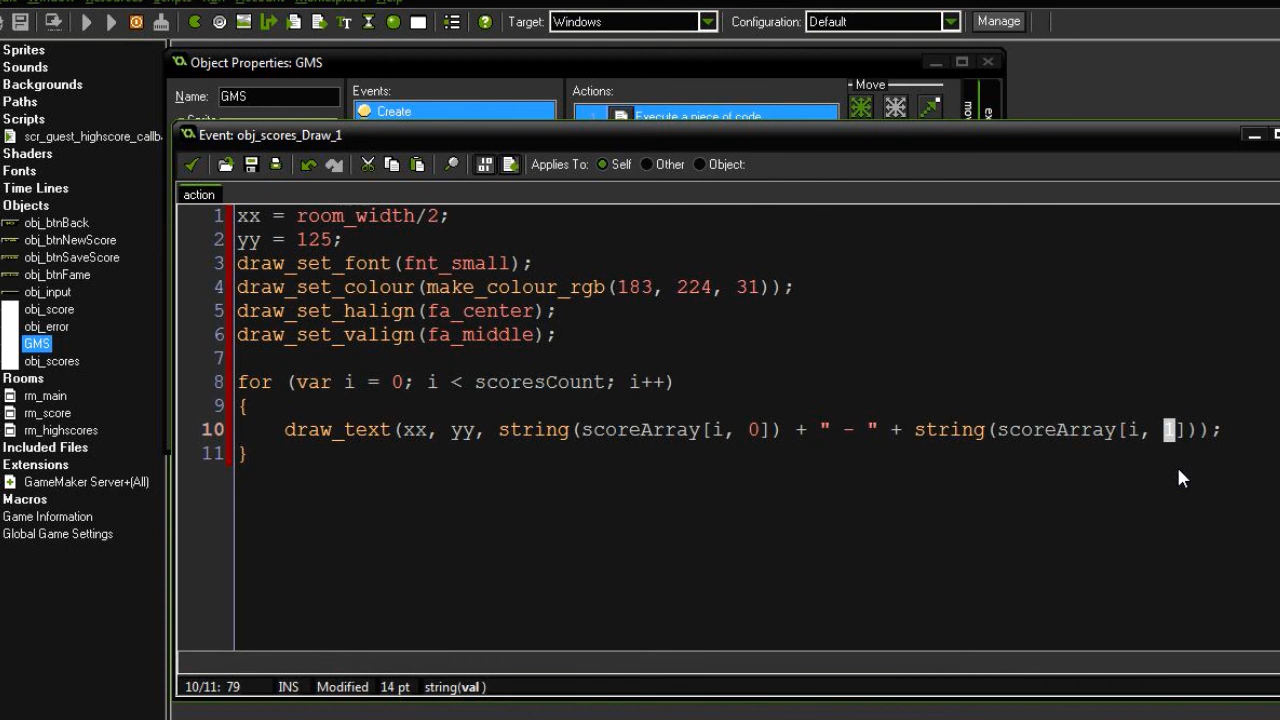 Target: Windows Configuration: Default Manage
Sprites
Sounds
Backgrounds
Paths
Scripts
scr_guest_highscore_callb
Shaders
Fonts
Time Lines
Objects
obj_btnBack
obj_btnNewScore
obj_btnSaveScore
obj_btnFame
obj_input
obj_score
obj_error
GMS
obj_scores
Rooms
rm_main
rm_score
rm_highscores
Included Files
Extensions
GameMaker Server+(All)
Macros
Game Information
Global Game Settings
Object Properties: GMS
Name: GMS
Events:
Create
Actions:
Execute a piece of code
Move
Event: obj_scores_Draw_1
Applies To: Self Other Object:
action
1 xx = room_width/2;
2 yy = 125;
3 draw_set_font(fnt_small);
4 draw_set_colour(make_colour_rgb(183, 224, 31));
5 draw_set_halign(fa_center);
6 draw_set_valign(fa_middle);
7
8 for (var i = 0; i < scoresCount; i++)
9 {
10 draw_text(xx, yy, string(scoreArray[i, 0]) + " - " + string(scoreArray[i, 1]));
11 }
10/11: 79 INS Modified 14 pt string(val )